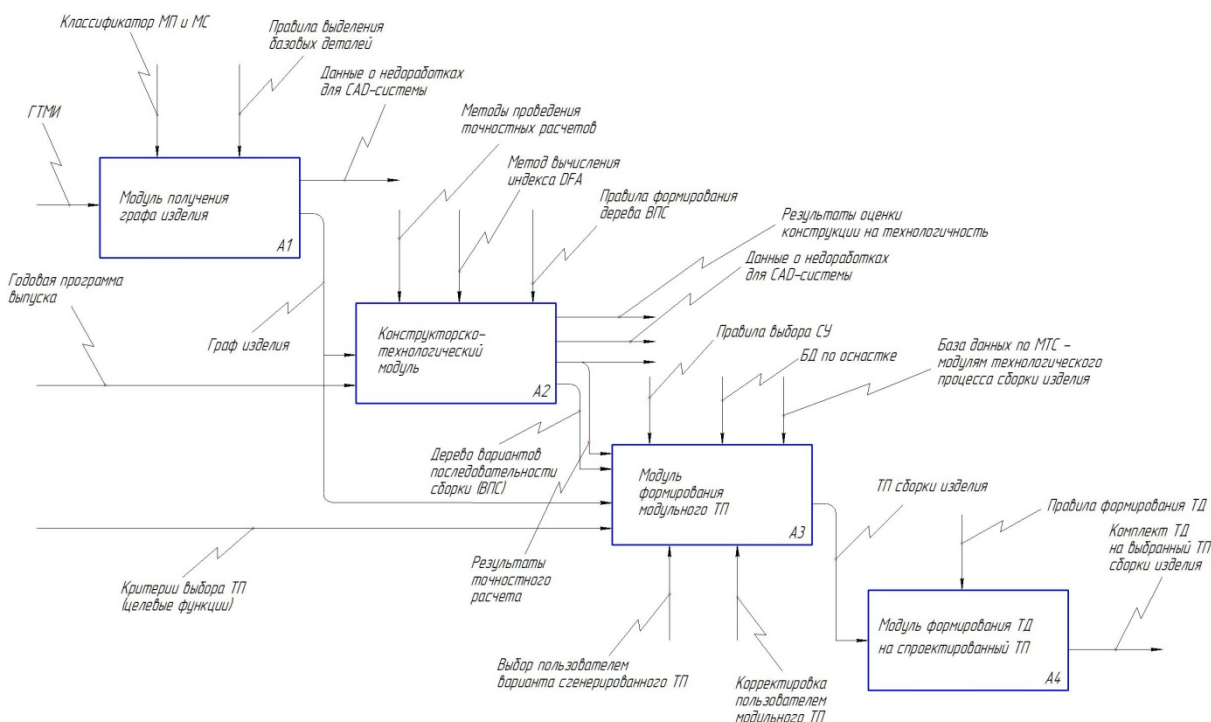 Классификатор МП и МС
Правила выделения
базовых деталей
Данные о недоработках
для CAD-системы
ГТМИ
Методы проведения
точностных расчетов
Метод вычисления
индекса DFA
Правила формирования
дерева ВПС
Модуль получения
графа изделия
А1
Результаты оценки
конструкции на технологичность
Данные о недоработках
для CAD-системы
Годовая программа
выпуска
Граф изделия
Конструкторско-
технологический
модуль
А2
Правила выбора СУ
БД по оснастке
База данных по МТС –
модулям технологического
процесса сборки изделия
Дерево вариантов
последовательности
сборки (ВПС)
Модуль
формирования
модульного ТП
А3
ТП сборки изделия
Правила формирования ТД
Комплект ТД
на выбранный ТП
сборки изделия
Критерии выбора ТП
(целевые функции)
Результаты
точностного
расчета
Модуль формирования ТД
на спроектированный ТП
А4
Выбор пользователем
варианта сгенерированного ТП
Корректировка
пользователем
модульного ТП